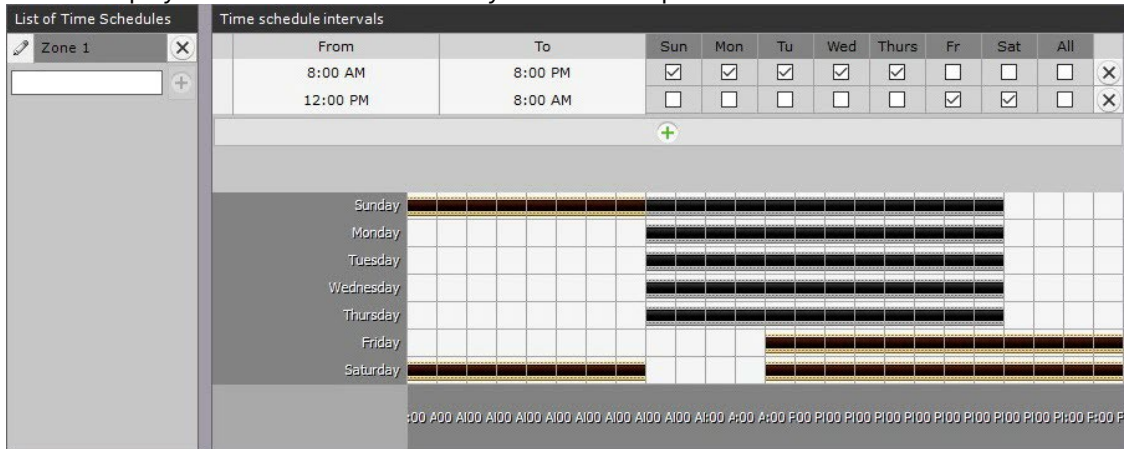 List of Time Schedules
Time schedule intervals
Zone 1
From To Sun Mon Tu Wed Thurs Fr Sat All
8:00 AM 8:00 PM
12:00 PM 8:00 AM
Sunday
Monday
Tuesday
Wednesday
Thursday
Friday
Saturday